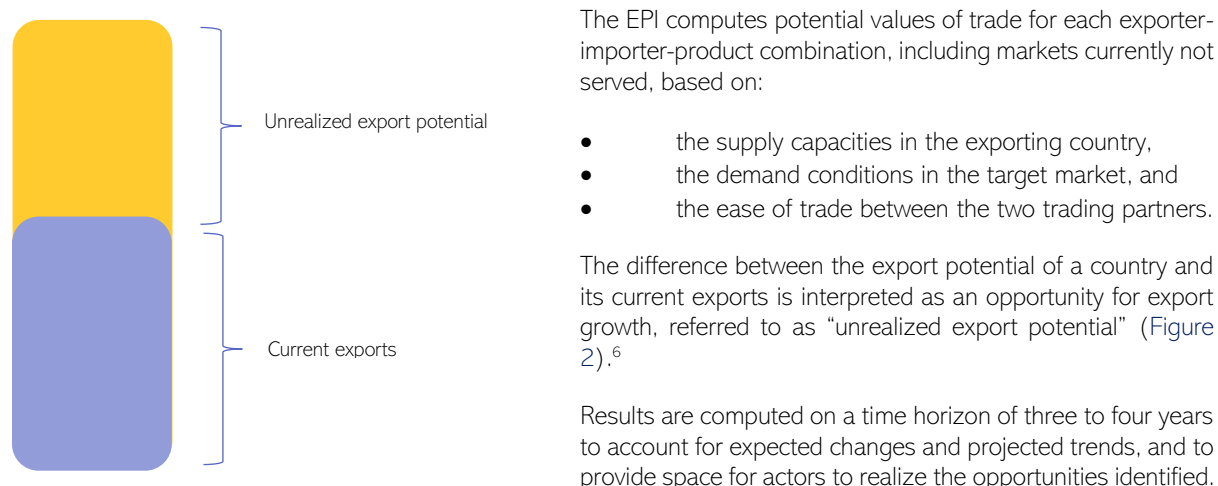 Unrealized export potential
Current exports
The EPI computes potential values of trade for each exporter-
importer-product combination, including markets currently not
served, based on:
• the supply capacities in the exporting country,
• the demand conditions in the target market, and
• the ease of trade between the two trading partners.
The difference between the export potential of a country and
its current exports is interpreted as an opportunity for export
growth, referred to as “unrealized export potential” (Figure
2).⁶
Results are computed on a time horizon of three to four years
to account for expected changes and projected trends, and to
provide space for actors to realize the opportunities identified.